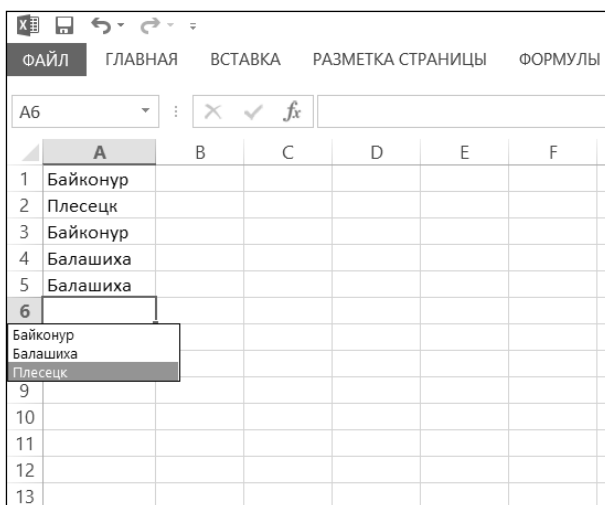 ФАЙЛ ГЛАВНАЯ ВСТАВКА РАЗМЕТКА СТРАНИЦЫ ФОРМУЛЫ
A6 fx
A B C D E F
1 Байконур
2 Плесецк
3 Байконур
4 Балашиха
5 Балашиха
6
Байконур
Балашиха
Плесецк
9
10
11
12
13